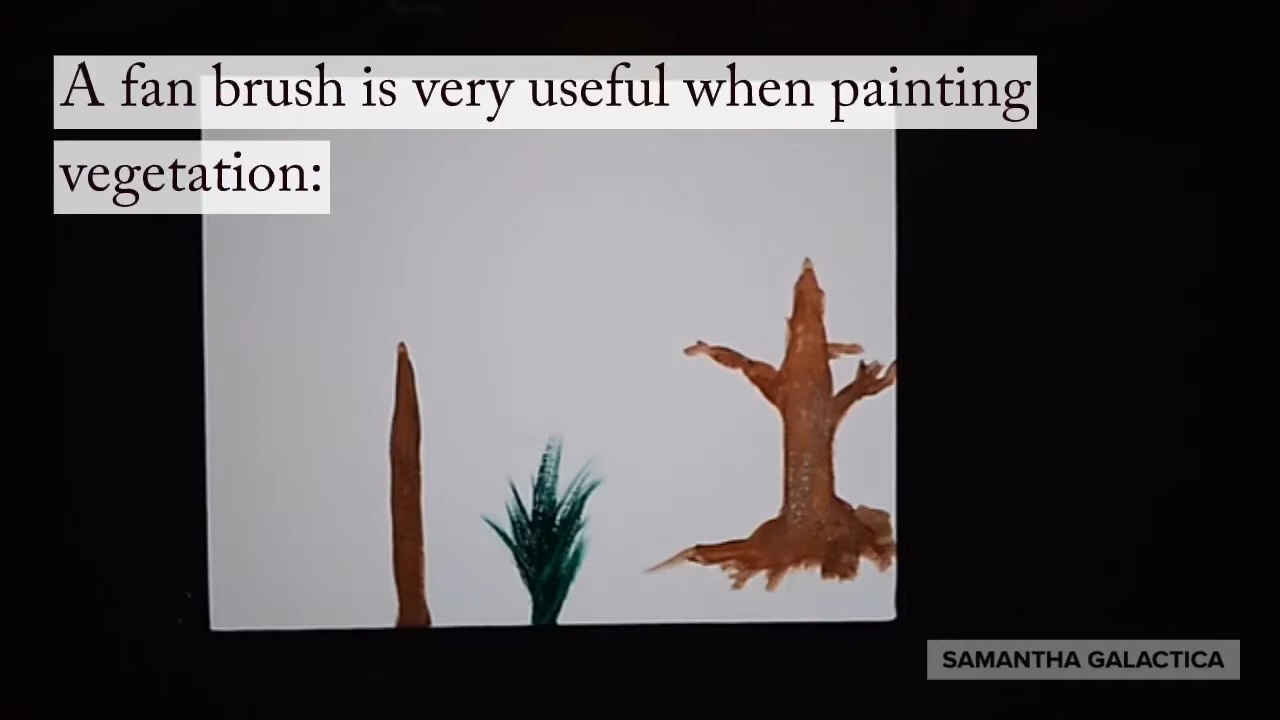 A fan brush is very useful when painting
vegetation:
SAMANTHA GALACTICA